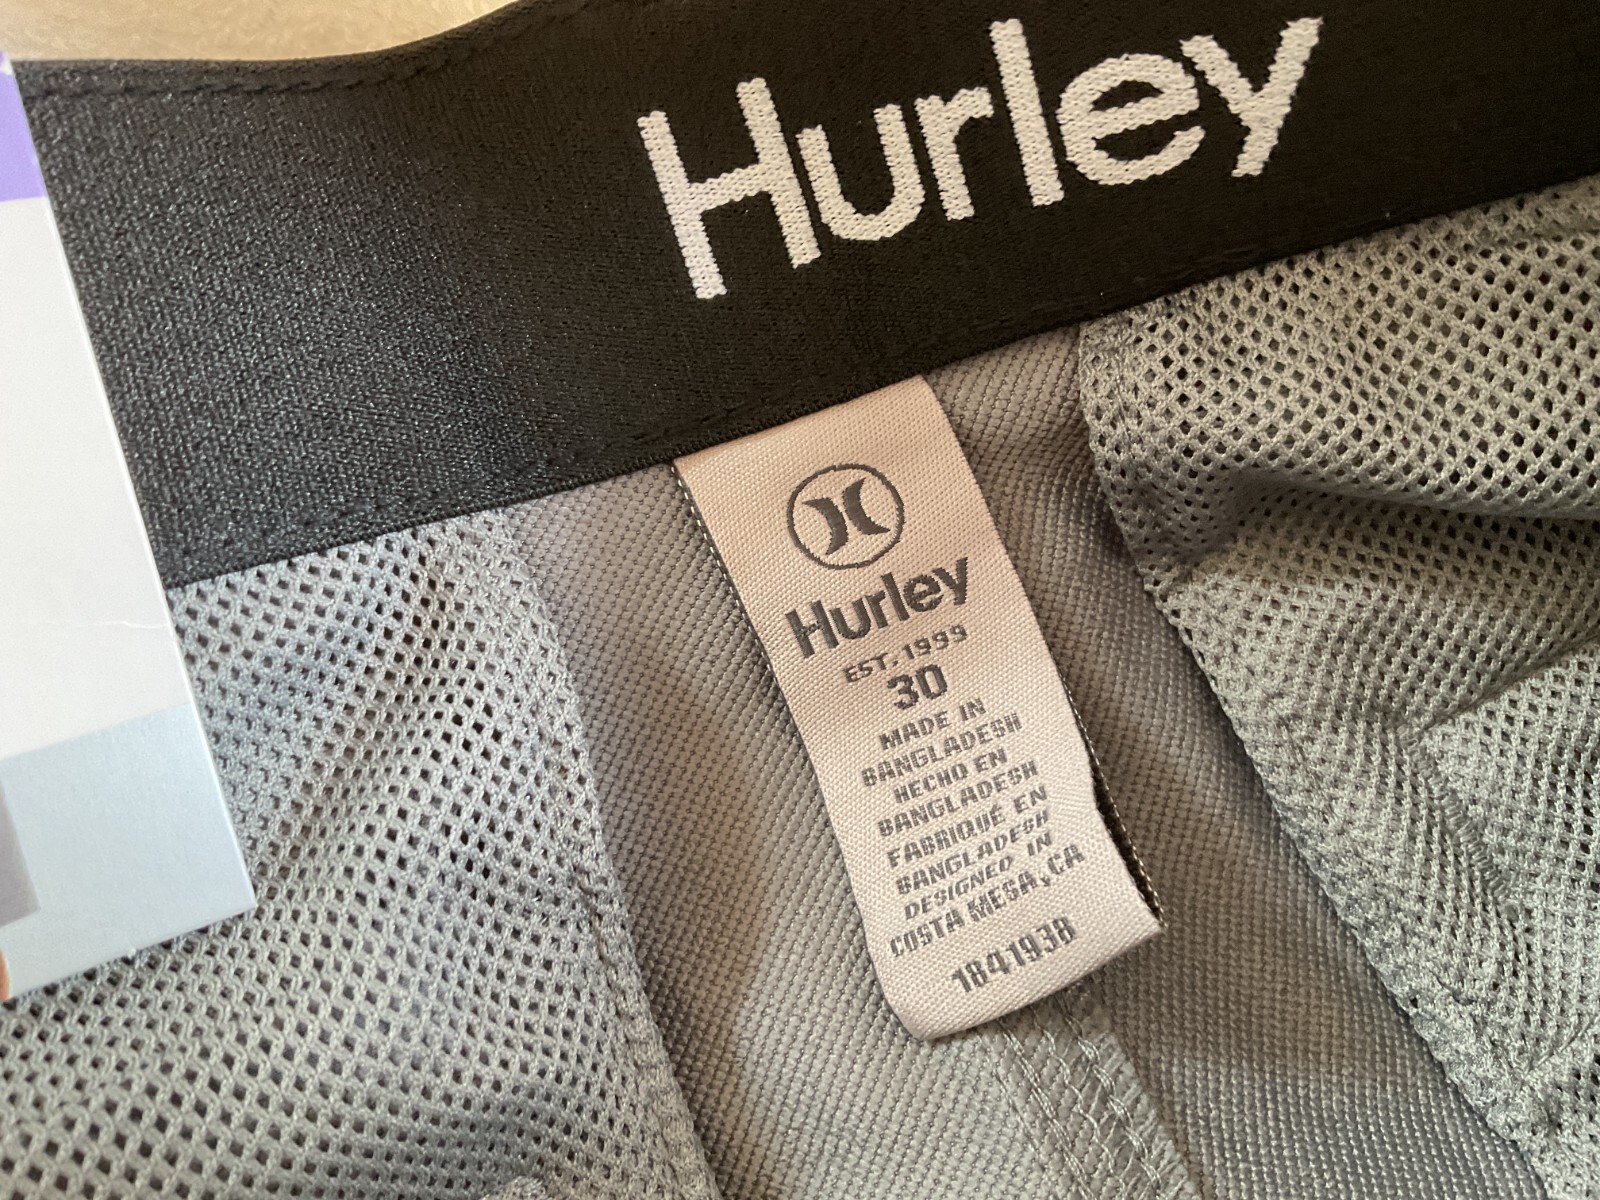 Hurley
Hurley
EST. 1999
30
MADE IN
BANGLADESH
HECHO EN
BANGLADESH
FABRIQUÉ EN
BANGLADESH
DESIGNED IN
COSTA MESA, CA
1841938